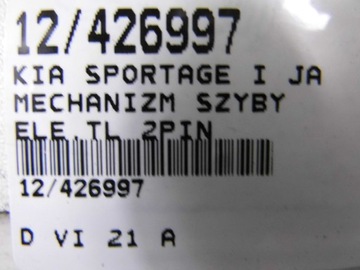 12/426997
KIA SPORTAGE I JA
MECHANIZM SZYBY
ELE.TL 2PIN
12/426997
D VI 21 A